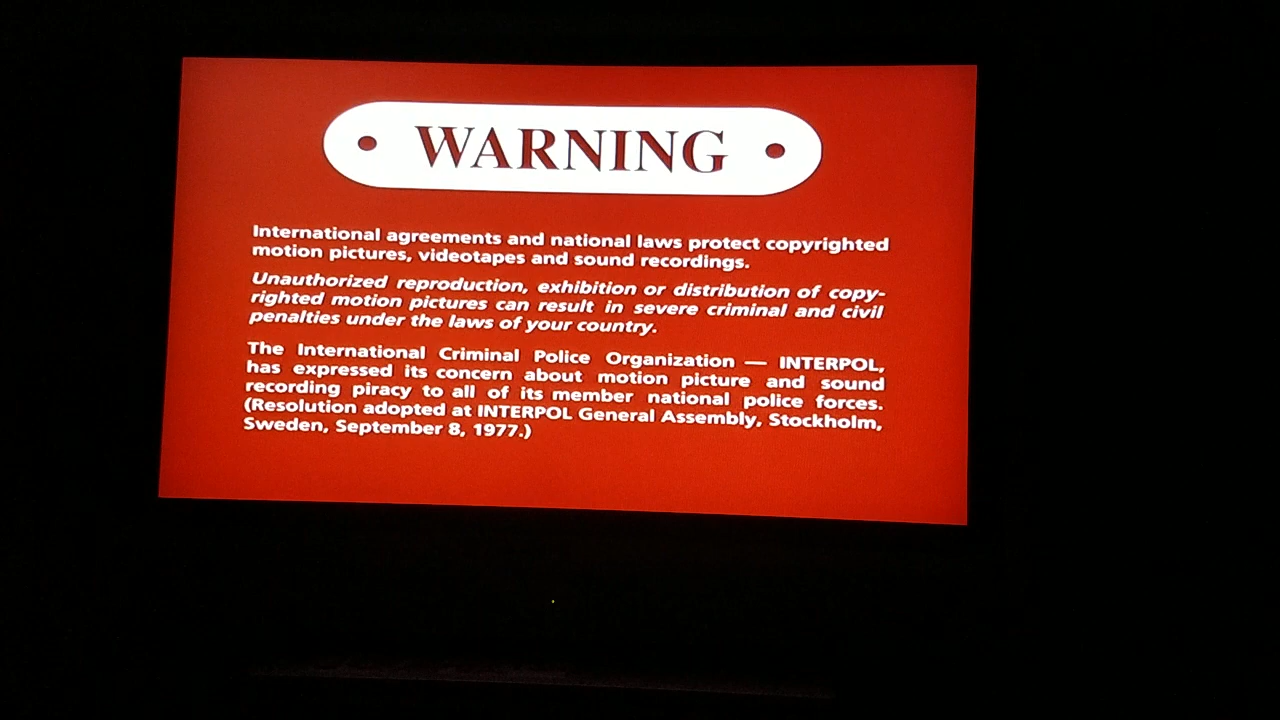 WARNING
International agreements and national laws protect copyrighted
motion pictures, videotapes and sound recordings.
Unauthorized reproduction, exhibition or distribution of copy-
righted motion pictures can result in severe criminal and civil
penalties under the laws of your country.
The International Criminal Police Organization — INTERPOL,
has expressed its concern about motion picture and sound
recording piracy to all of its member national police forces.
(Resolution adopted at INTERPOL General Assembly, Stockholm,
Sweden, September 8, 1977.)